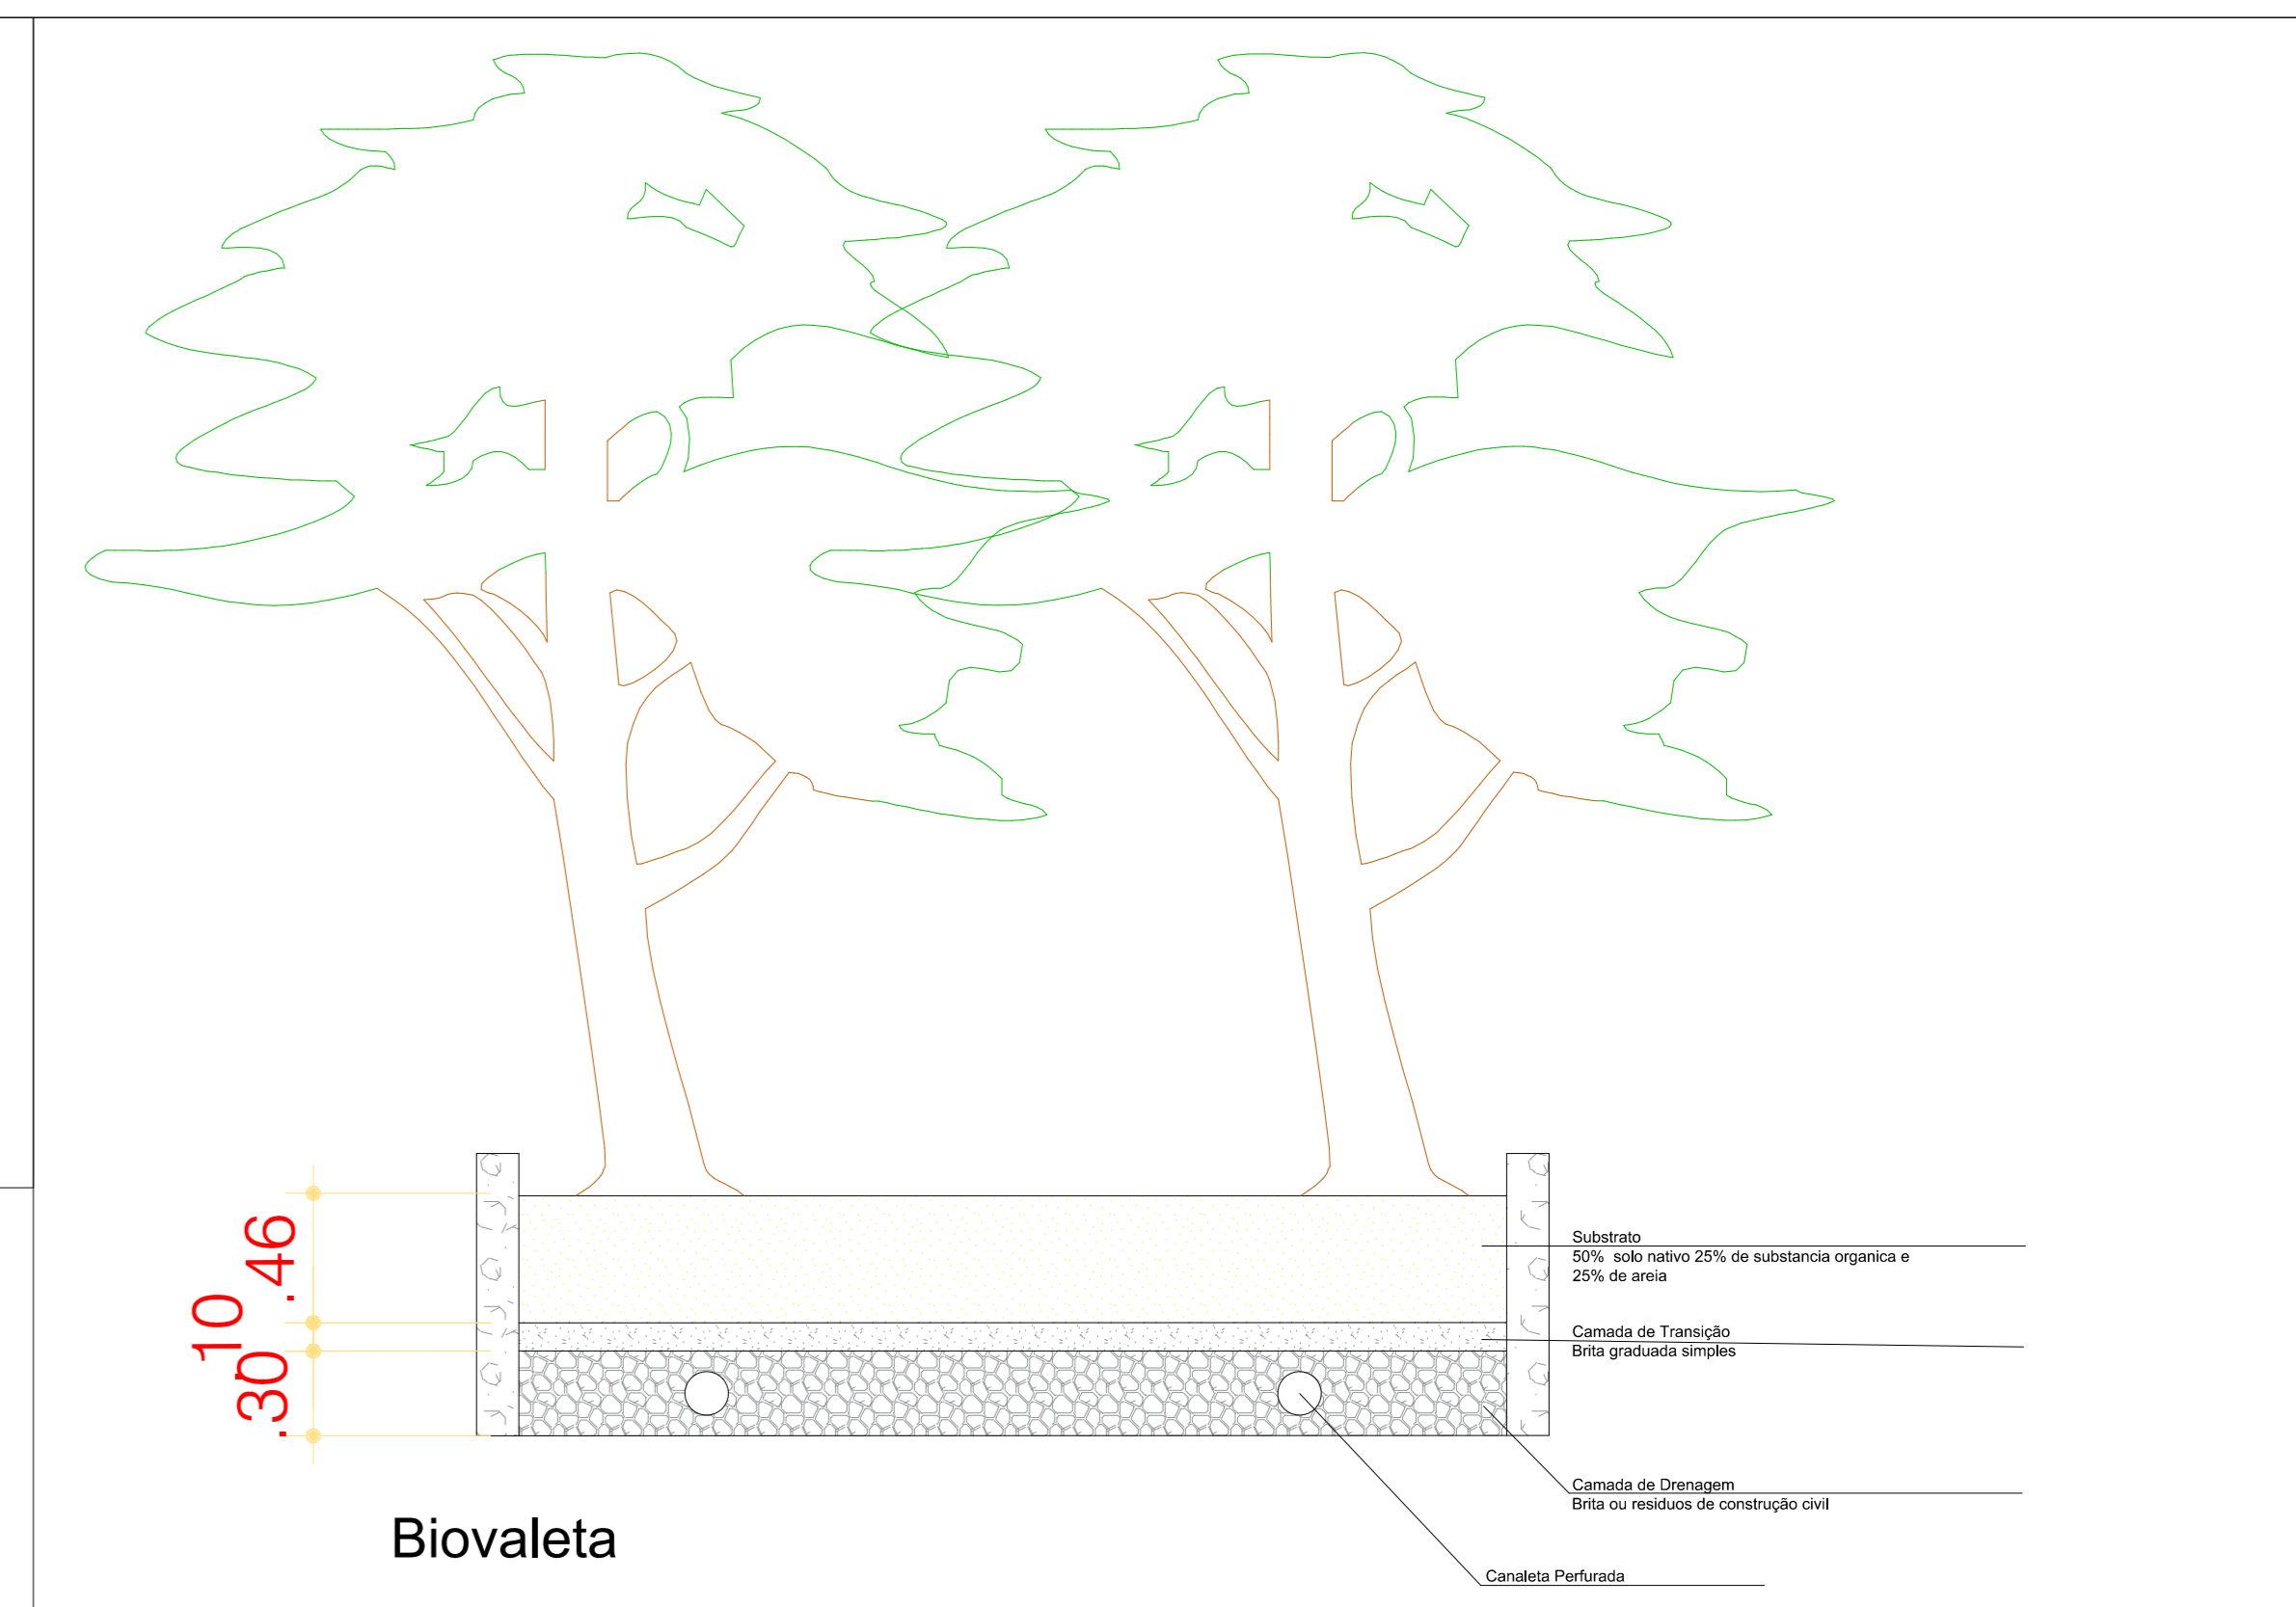 .46
.10
.30
Substrato
50%  solo nativo 25% de substancia organica e
25% de areia
Camada de Transição
Brita graduada simples
Camada de Drenagem
Brita ou residuos de construção civil
Biovaleta
Canaleta Perfurada